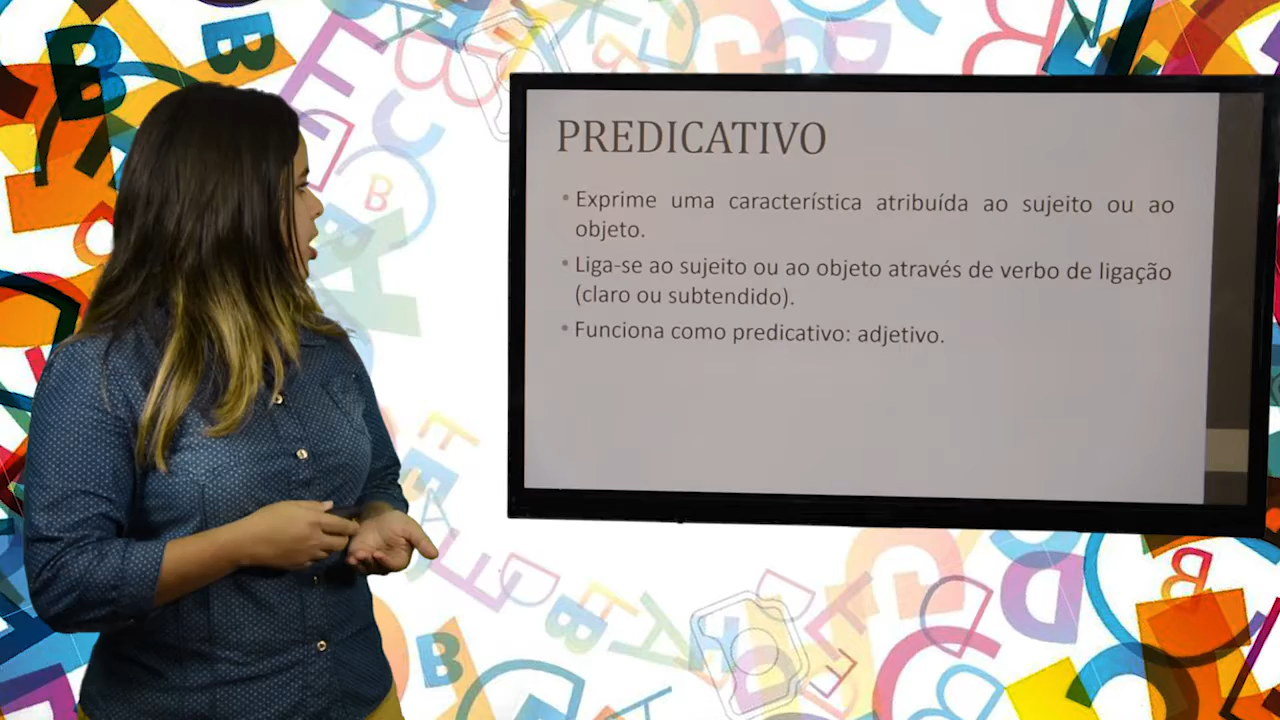 PREDICATIVO
• Exprime uma característica atribuída ao sujeito ou ao
objeto.
• Liga-se ao sujeito ou ao objeto através de verbo de ligação
(claro ou subtendido).
• Funciona como predicativo: adjetivo.